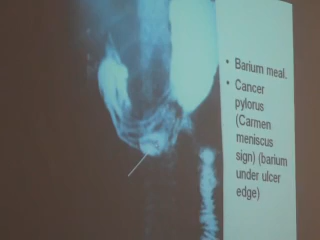 • Barium meal.
• Cancer
pylorus
(Carmen
meniscus
sign) (barium
under ulcer
edge)